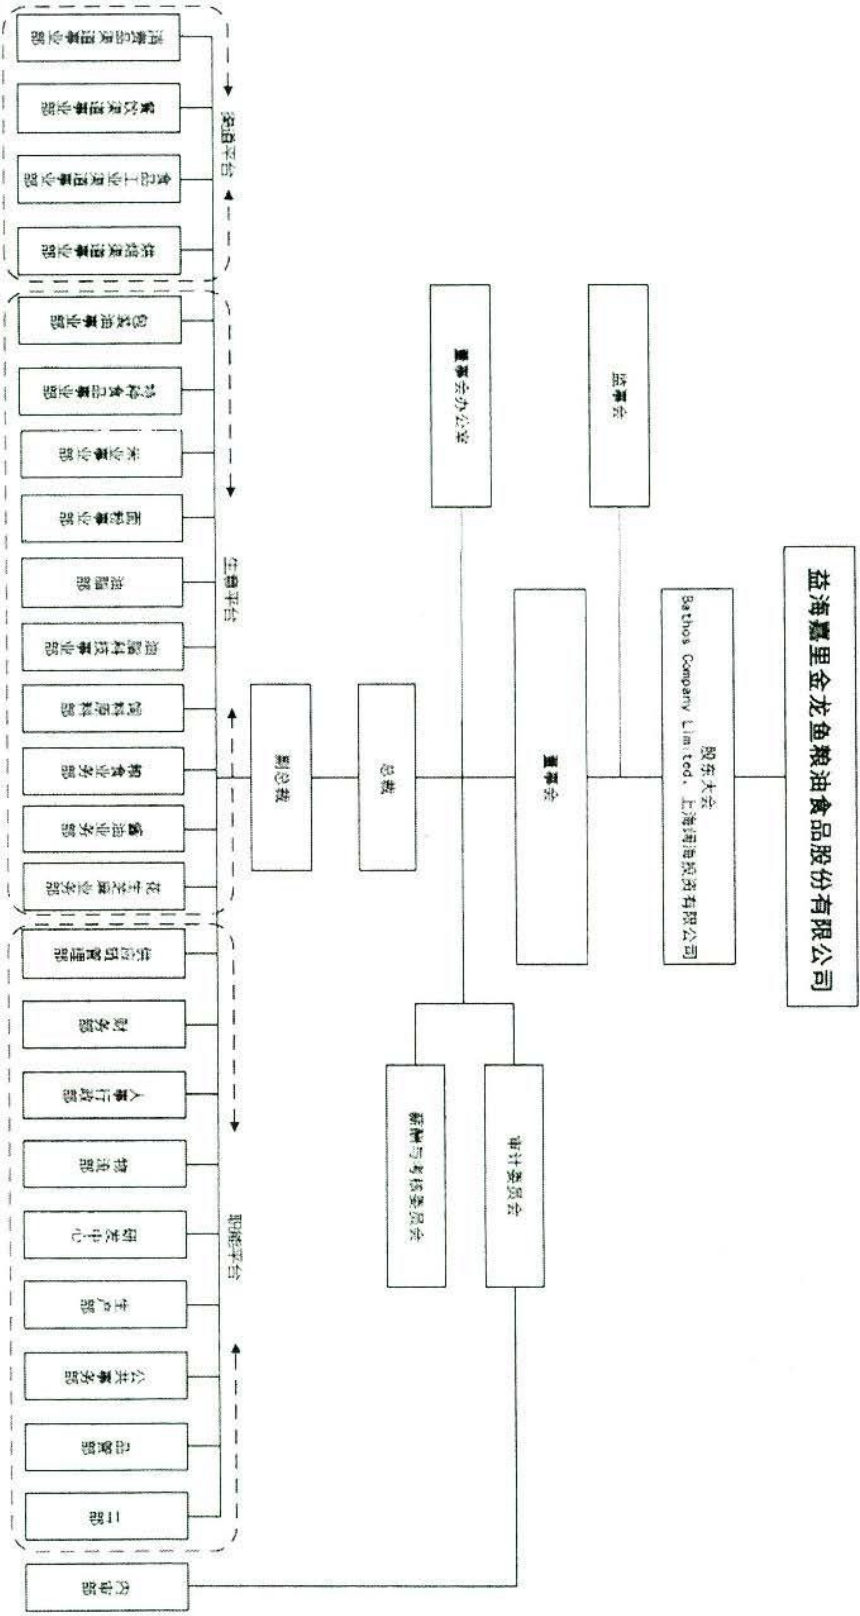 益海嘉里金龙鱼粮油食品股份有限公司
股东大会
Bathos Company Limited、上海阔海投资有限公司
监事会
董事会
董事会办公室
审计委员会
薪酬与考核委员会
总裁
副总裁
渠道平台
生意平台
职能平台
消费品渠道事业部
餐饮渠道事业部
食品工业渠道事业部
烘焙渠道事业部
包装油事业部
特种食品事业部
米业事业部
面粉事业部
油脂部
油脂科技事业部
饲料原料部
粮食业务部
酱油业务部
花生芝麻业务部
供应链管理部
财务部
人事行政部
物流部
研发中心
生产部
公共事务部
品管部
IT部
内审部